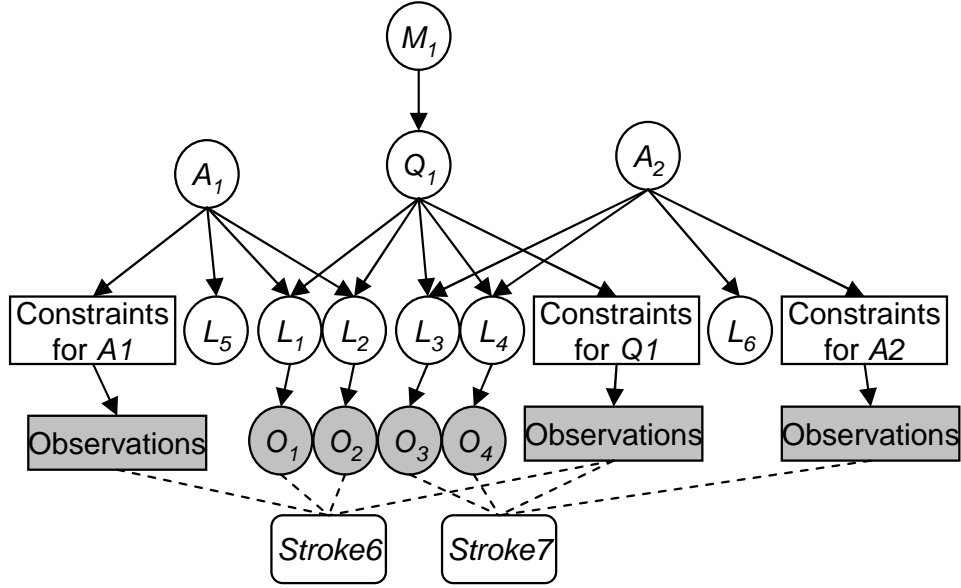 M1
A1
Q1
A2
Constraints
for A1
L5
L1
L2
L3
L4
Constraints
for Q1
L6
Constraints
for A2
Observations
O1
O2
O3
O4
Observations
Observations
Stroke6
Stroke7